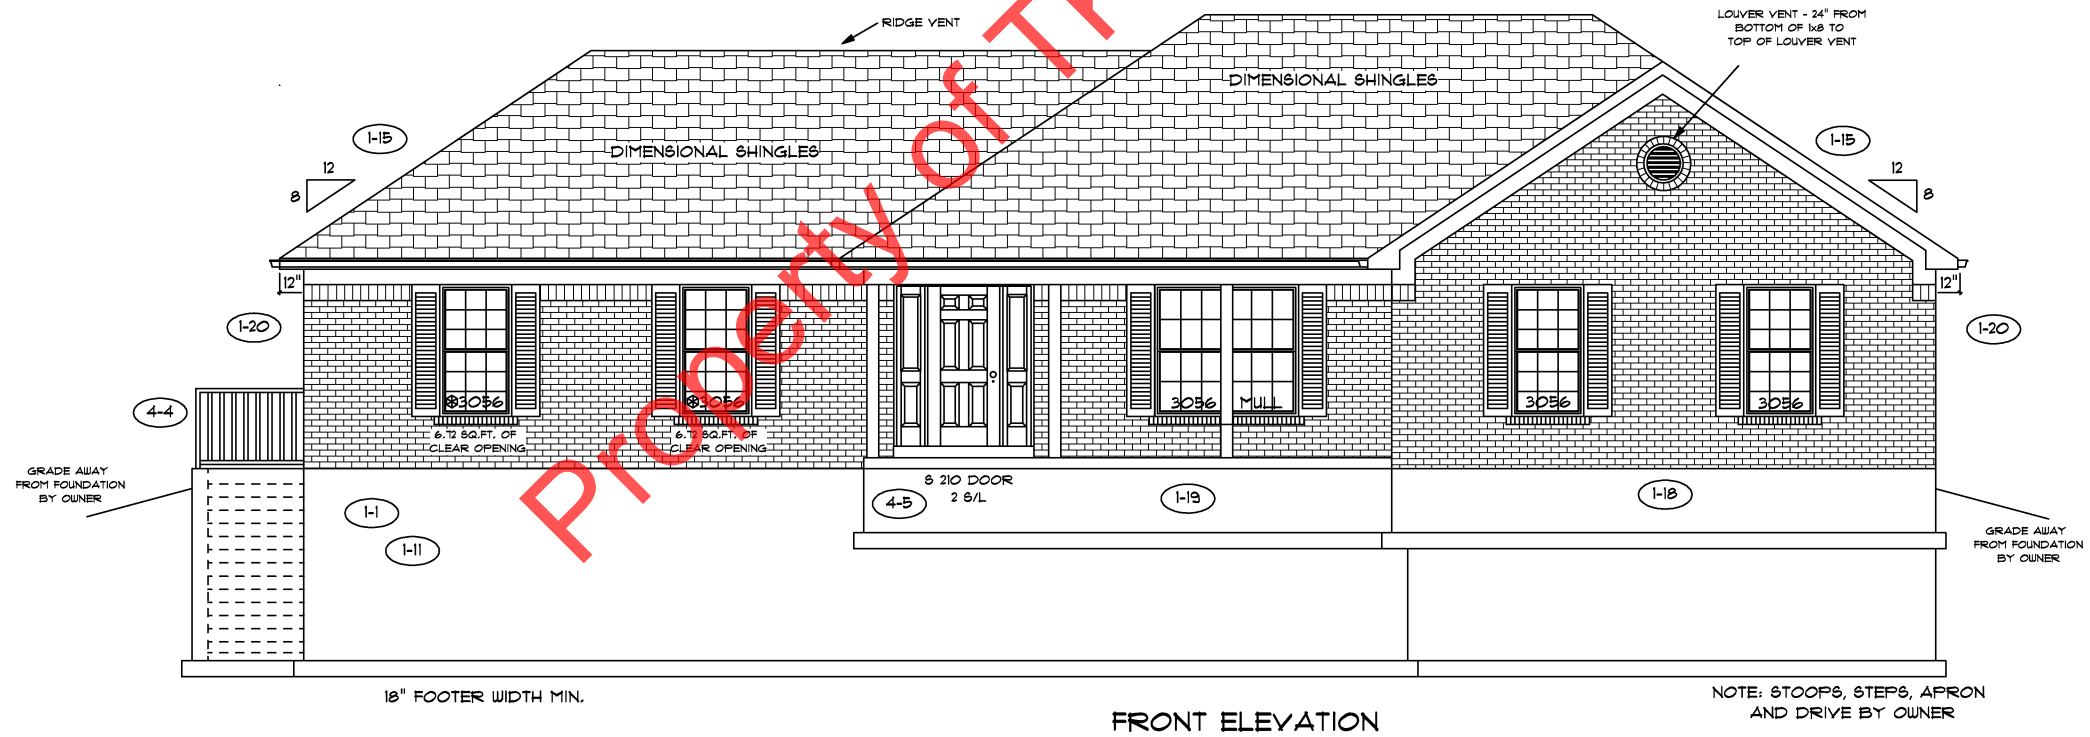 RIDGE VENT
LOUVER VENT - 24" FROM
BOTTOM OF 1x8 TO
TOP OF LOUVER VENT
DIMENSIONAL SHINGLES
DIMENSIONAL SHINGLES
1-15
12
8
1-15
12
8
12"
12"
1-20
1-20
4-4
⊛3056
⊛3056
3056 MULL
3056
3056
6.72 SQ.FT. OF
CLEAR OPENING
6.72 SQ.FT. OF
CLEAR OPENING
GRADE AWAY
FROM FOUNDATION
BY OWNER
S 210 DOOR
2 S/L
4-5
1-19
1-18
1-1
1-11
GRADE AWAY
FROM FOUNDATION
BY OWNER
18" FOOTER WIDTH MIN.
NOTE: STOOPS, STEPS, APRON
AND DRIVE BY OWNER
FRONT ELEVATION
Property of